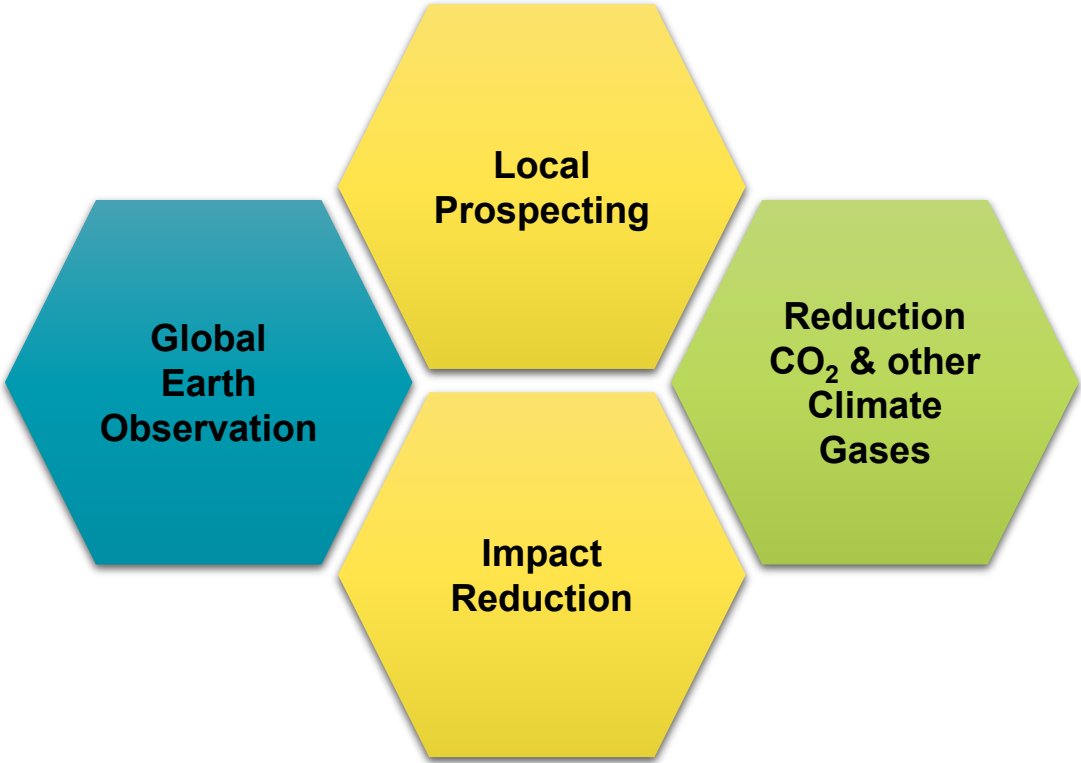 Local
Prospecting
Global
Earth
Observation
Reduction
CO₂ & other
Climate
Gases
Impact
Reduction